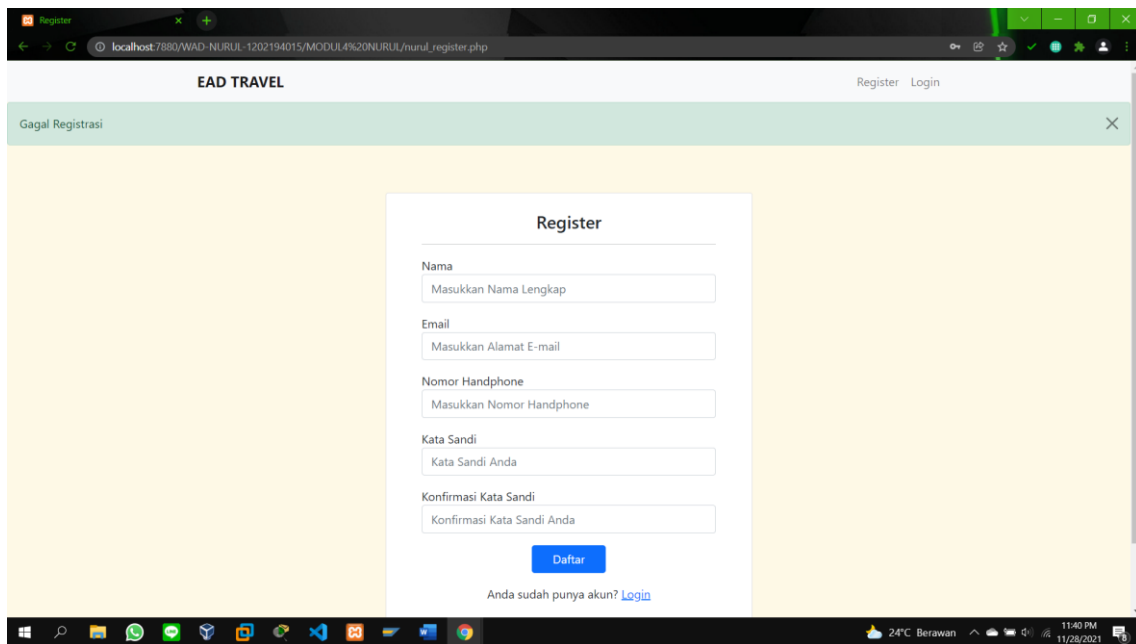 Register
localhost:7880/WAD-NURUL-1202194015/MODUL4%20NURUL/nurul_register.php
EAD TRAVEL
Register Login
Gagal Registrasi
Register
Nama
Masukkan Nama Lengkap
Email
Masukkan Alamat E-mail
Nomor Handphone
Masukkan Nomor Handphone
Kata Sandi
Kata Sandi Anda
Konfirmasi Kata Sandi
Konfirmasi Kata Sandi Anda
Daftar
Anda sudah punya akun? Login
24°C Berawan
11:40 PM
11/28/2021